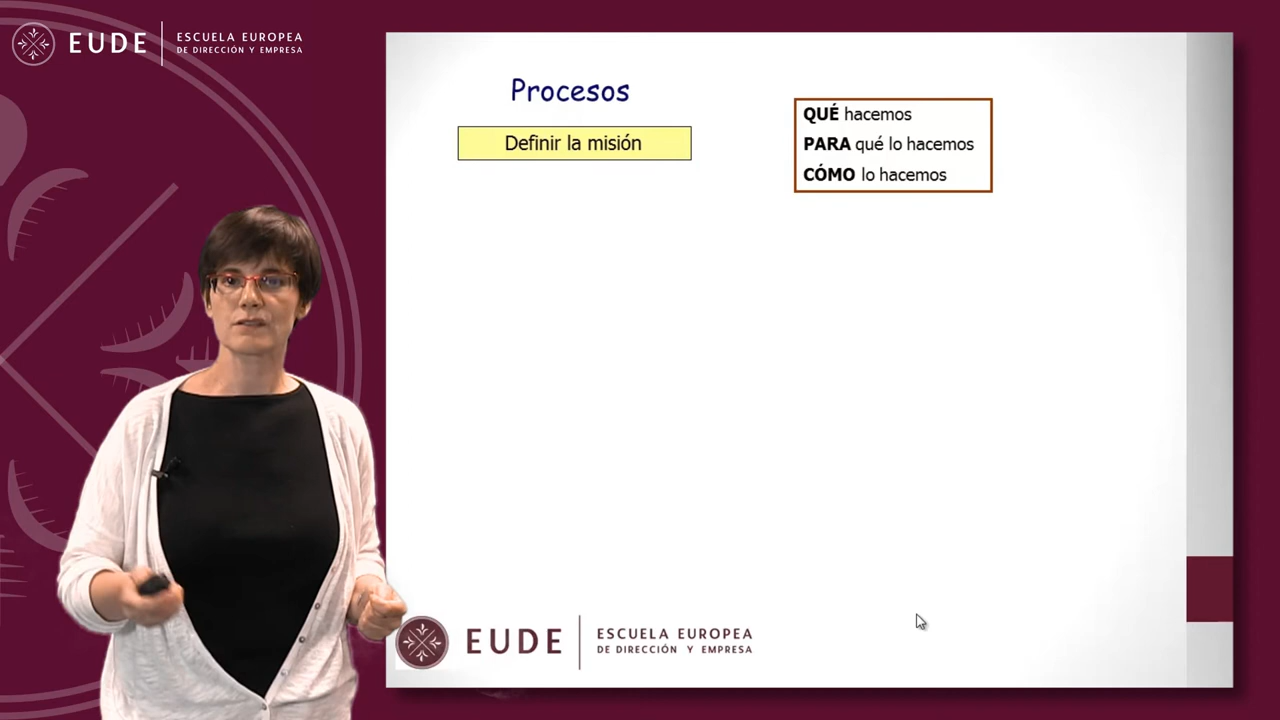 EUDE
ESCUELA EUROPEA
DE DIRECCIÓN Y EMPRESA
Procesos
Definir la misión
QUÉ hacemos
PARA qué lo hacemos
CÓMO lo hacemos
EUDE
ESCUELA EUROPEA
DE DIRECCIÓN Y EMPRESA